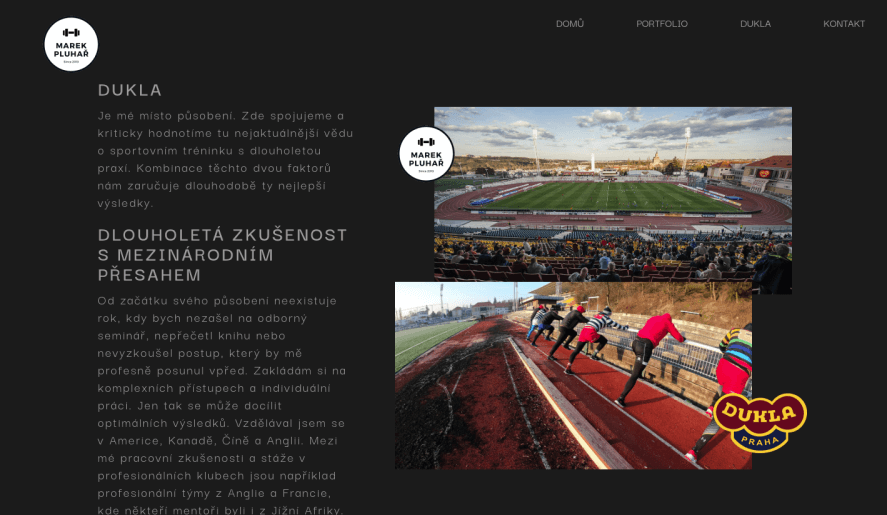 MAREK
PLUHAŘ
DOMŮ
PORTFOLIO
DUKLA
KONTAKT
DUKLA
Je mé místo působení. Zde spojujeme a
kriticky hodnotíme tu nejaktuálnější vědu
o sportovním tréninku s dlouholetou
praxí. Kombinace těchto dvou faktorů
nám zaručuje dlouhodobě ty nejlepší
výsledky.
DLOUHOLETÁ ZKUŠENOST
S MEZINÁRODNÍM
PŘESAHEM
Od začátku svého působení neexistuje
rok, kdy bych nezašel na odborný
seminář, nepřečetl knihu nebo
nevyzkoušel postup, který by mě
profesně posunul vpřed. Zakládám si na
komplexních přístupech a individuální
práci. Jen tak se může docílit
optimálních výsledků. Vzdělával jsem se
v Americe, Kanadě, Číně a Anglii. Mezi
mé pracovní zkušenosti a stáže v
profesionálních klubech jsou například
profesionální týmy z Anglie a Francie,
kde někteří mentoři byli i z Jižní Afriky.
MAREK
PLUHAŘ
DUKLA
PRAHA